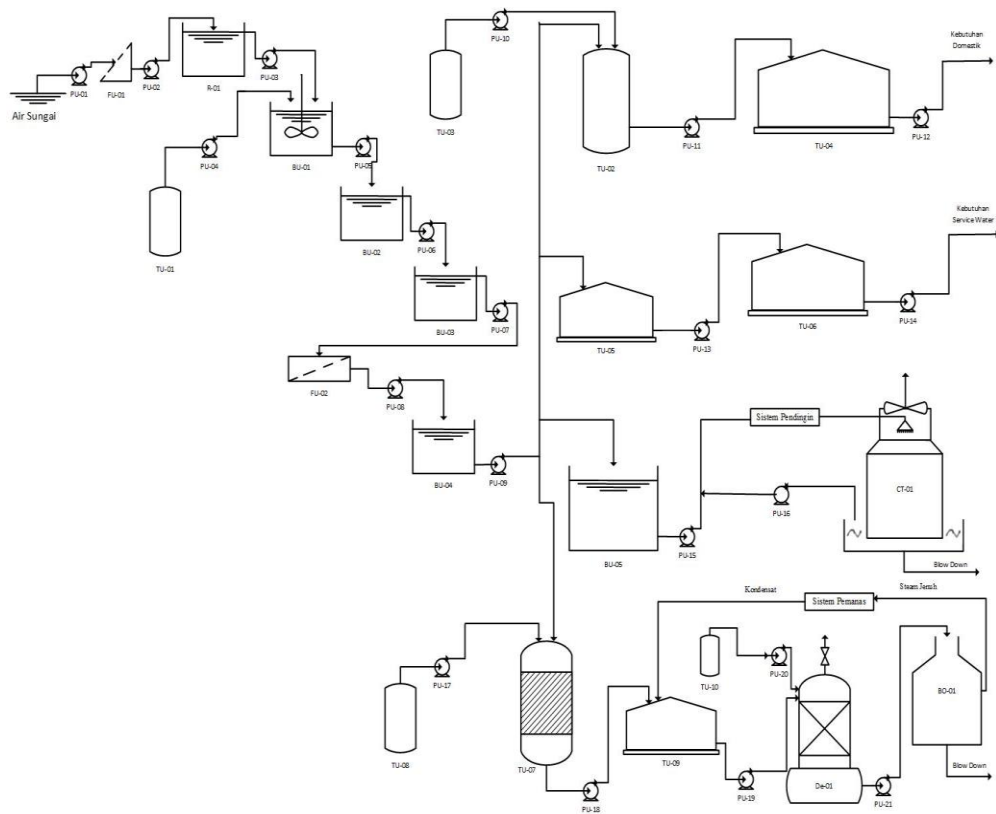 PU-10
Kebutuhan
Domestik
PU-01
FU-01
PU-02
R-01
PU-03
Air Sungai
TU-03
TU-02
PU-11
TU-04
PU-12
PU-04
BU-01
PU-05
TU-01
BU-02
PU-06
Kebutuhan
Service Water
BU-03
PU-07
TU-05
PU-13
TU-06
PU-14
FU-02
PU-08
BU-04
PU-09
Sistem Pendingin
CT-01
PU-16
BU-05
PU-15
Blow Down
Steam Jenuh
Kondensat
Sistem Pemanas
PU-17
TU-08
TU-07
PU-18
TU-10
PU-20
TU-09
PU-19
De-01
PU-21
BO-01
Blow Down